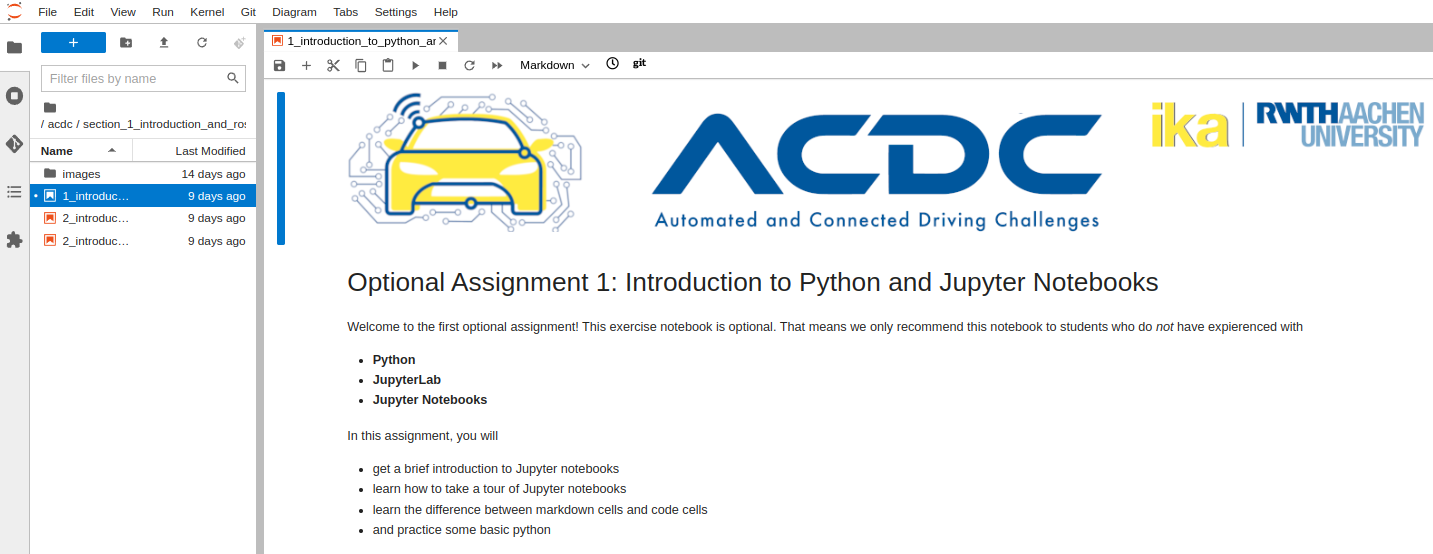 File Edit View Run Kernel Git Diagram Tabs Settings Help
1_introduction_to_python_ar
Filter files by name
Markdown git
/ acdc / section_1_introduction_and_ros
Name Last Modified
images 14 days ago
1_introduc… 9 days ago
2_introduc… 9 days ago
2_introduc… 9 days ago
ACDC
Automated and Connected Driving Challenges
ika
RWTHAACHEN
UNIVERSITY
Optional Assignment 1: Introduction to Python and Jupyter Notebooks
Welcome to the first optional assignment! This exercise notebook is optional. That means we only recommend this notebook to students who do not have expierenced with
Python
JupyterLab
Jupyter Notebooks
In this assignment, you will
get a brief introduction to Jupyter notebooks
learn how to take a tour of Jupyter notebooks
learn the difference between markdown cells and code cells
and practice some basic python